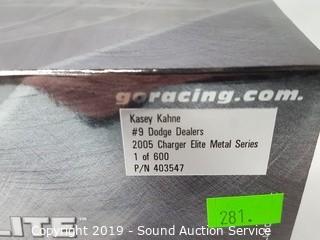 goracing.com.
Kasey Kahne
#9 Dodge Dealers
2005 Charger Elite Metal Series
1 of 600
P/N 403547
LITE™
281.
Copyright 2019 - Sound Auction Service